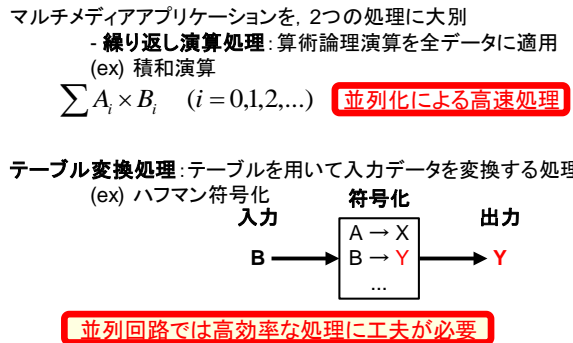 マルチメディアアプリケーションを，2つの処理に大別
- 繰り返し演算処理：算術論理演算を全データに適用
(ex) 積和演算
∑ A_i × B_i (i = 0,1,2,...) 並列化による高速処理
テーブル変換処理：テーブルを用いて入力データを変換する処理
(ex) ハフマン符号化 符号化
入力 出力
A → X
B B → Y Y
...
並列回路では高効率な処理に工夫が必要